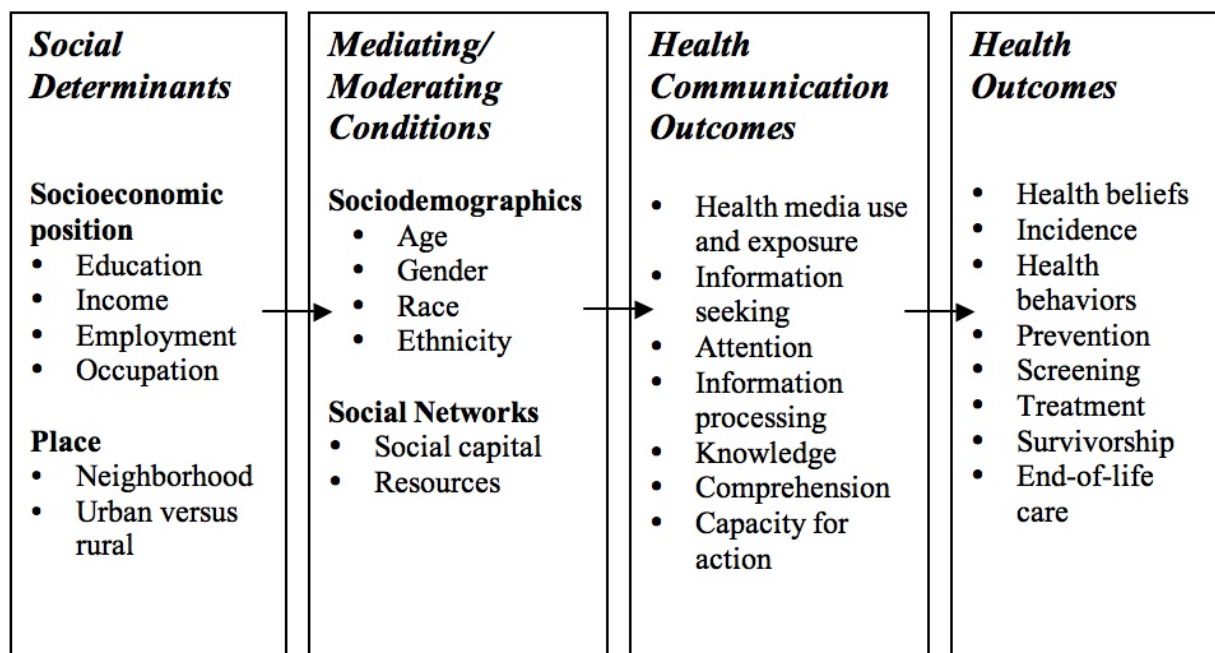 Social
Determinants
Socioeconomic
position
• Education
• Income
• Employment
• Occupation
Place
• Neighborhood
• Urban versus
rural
Mediating/
Moderating
Conditions
Sociodemographics
• Age
• Gender
• Race
• Ethnicity
Social Networks
• Social capital
• Resources
Health
Communication
Outcomes
• Health media use
and exposure
• Information
seeking
• Attention
• Information
processing
• Knowledge
• Comprehension
• Capacity for
action
Health
Outcomes
• Health beliefs
• Incidence
• Health
behaviors
• Prevention
• Screening
• Treatment
• Survivorship
• End-of-life
care